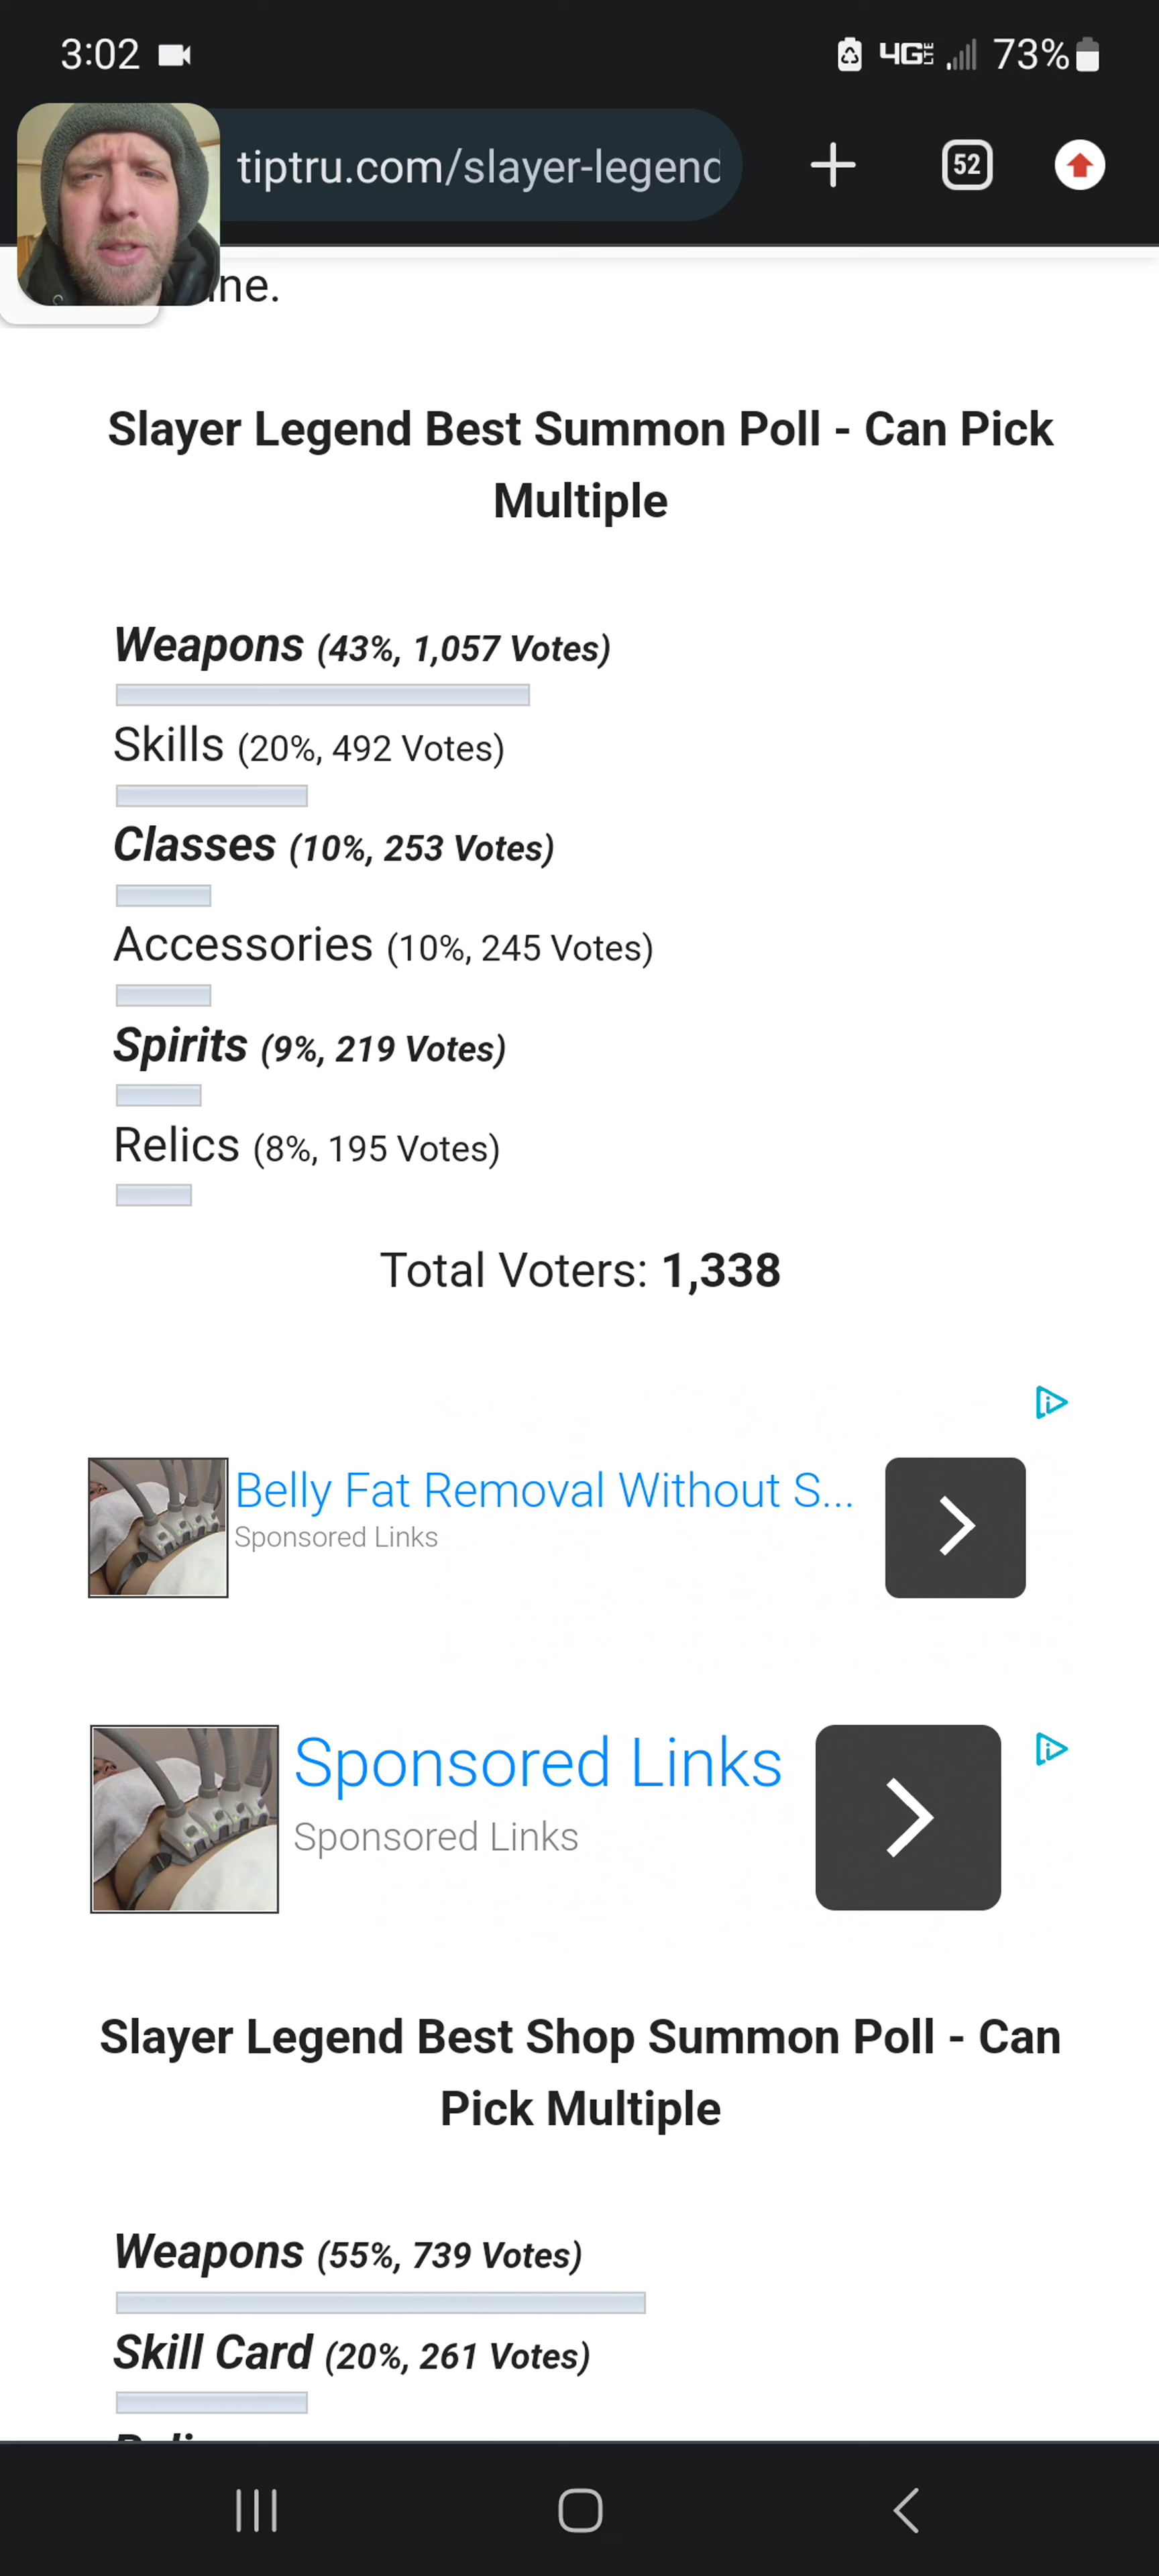 3:02
4G LTE 73%
tiptru.com/slayer-legend
52
ne.
Slayer Legend Best Summon Poll - Can Pick
Multiple
Weapons (43%, 1,057 Votes)
Skills (20%, 492 Votes)
Classes (10%, 253 Votes)
Accessories (10%, 245 Votes)
Spirits (9%, 219 Votes)
Relics (8%, 195 Votes)
Total Voters: 1,338
Belly Fat Removal Without S...
Sponsored Links
Sponsored Links
Sponsored Links
Slayer Legend Best Shop Summon Poll - Can
Pick Multiple
Weapons (55%, 739 Votes)
Skill Card (20%, 261 Votes)